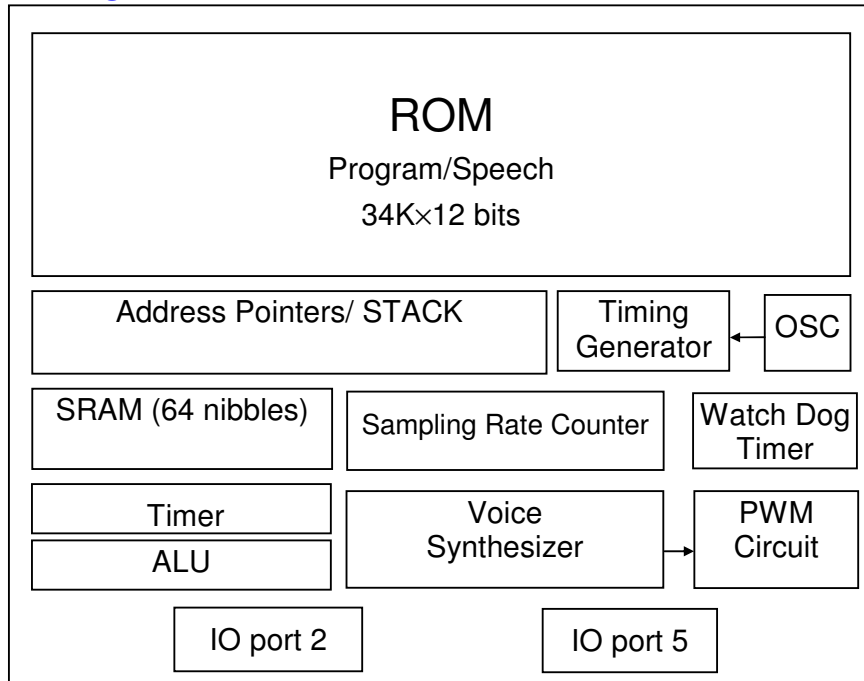 ROM
Program/Speech
34K×12 bits
Address Pointers/ STACK
Timing
Generator
OSC
SRAM (64 nibbles)
Sampling Rate Counter
Watch Dog
Timer
Timer
ALU
Voice
Synthesizer
PWM
Circuit
IO port 2
IO port 5